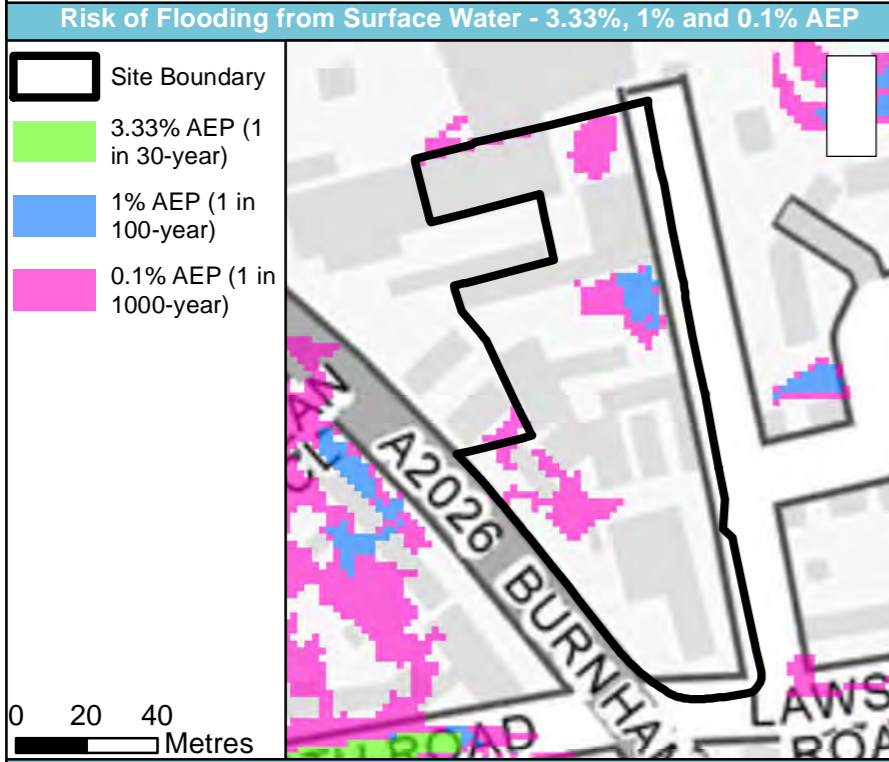 Risk of Flooding from Surface Water - 3.33%, 1% and 0.1% AEP
Site Boundary
3.33% AEP (1
in 30-year)
1% AEP (1 in
100-year)
0.1% AEP (1 in
1000-year)
0 20 40
Metres
A2026 BURNHAM
LAWS
ROA
ROAD
CL